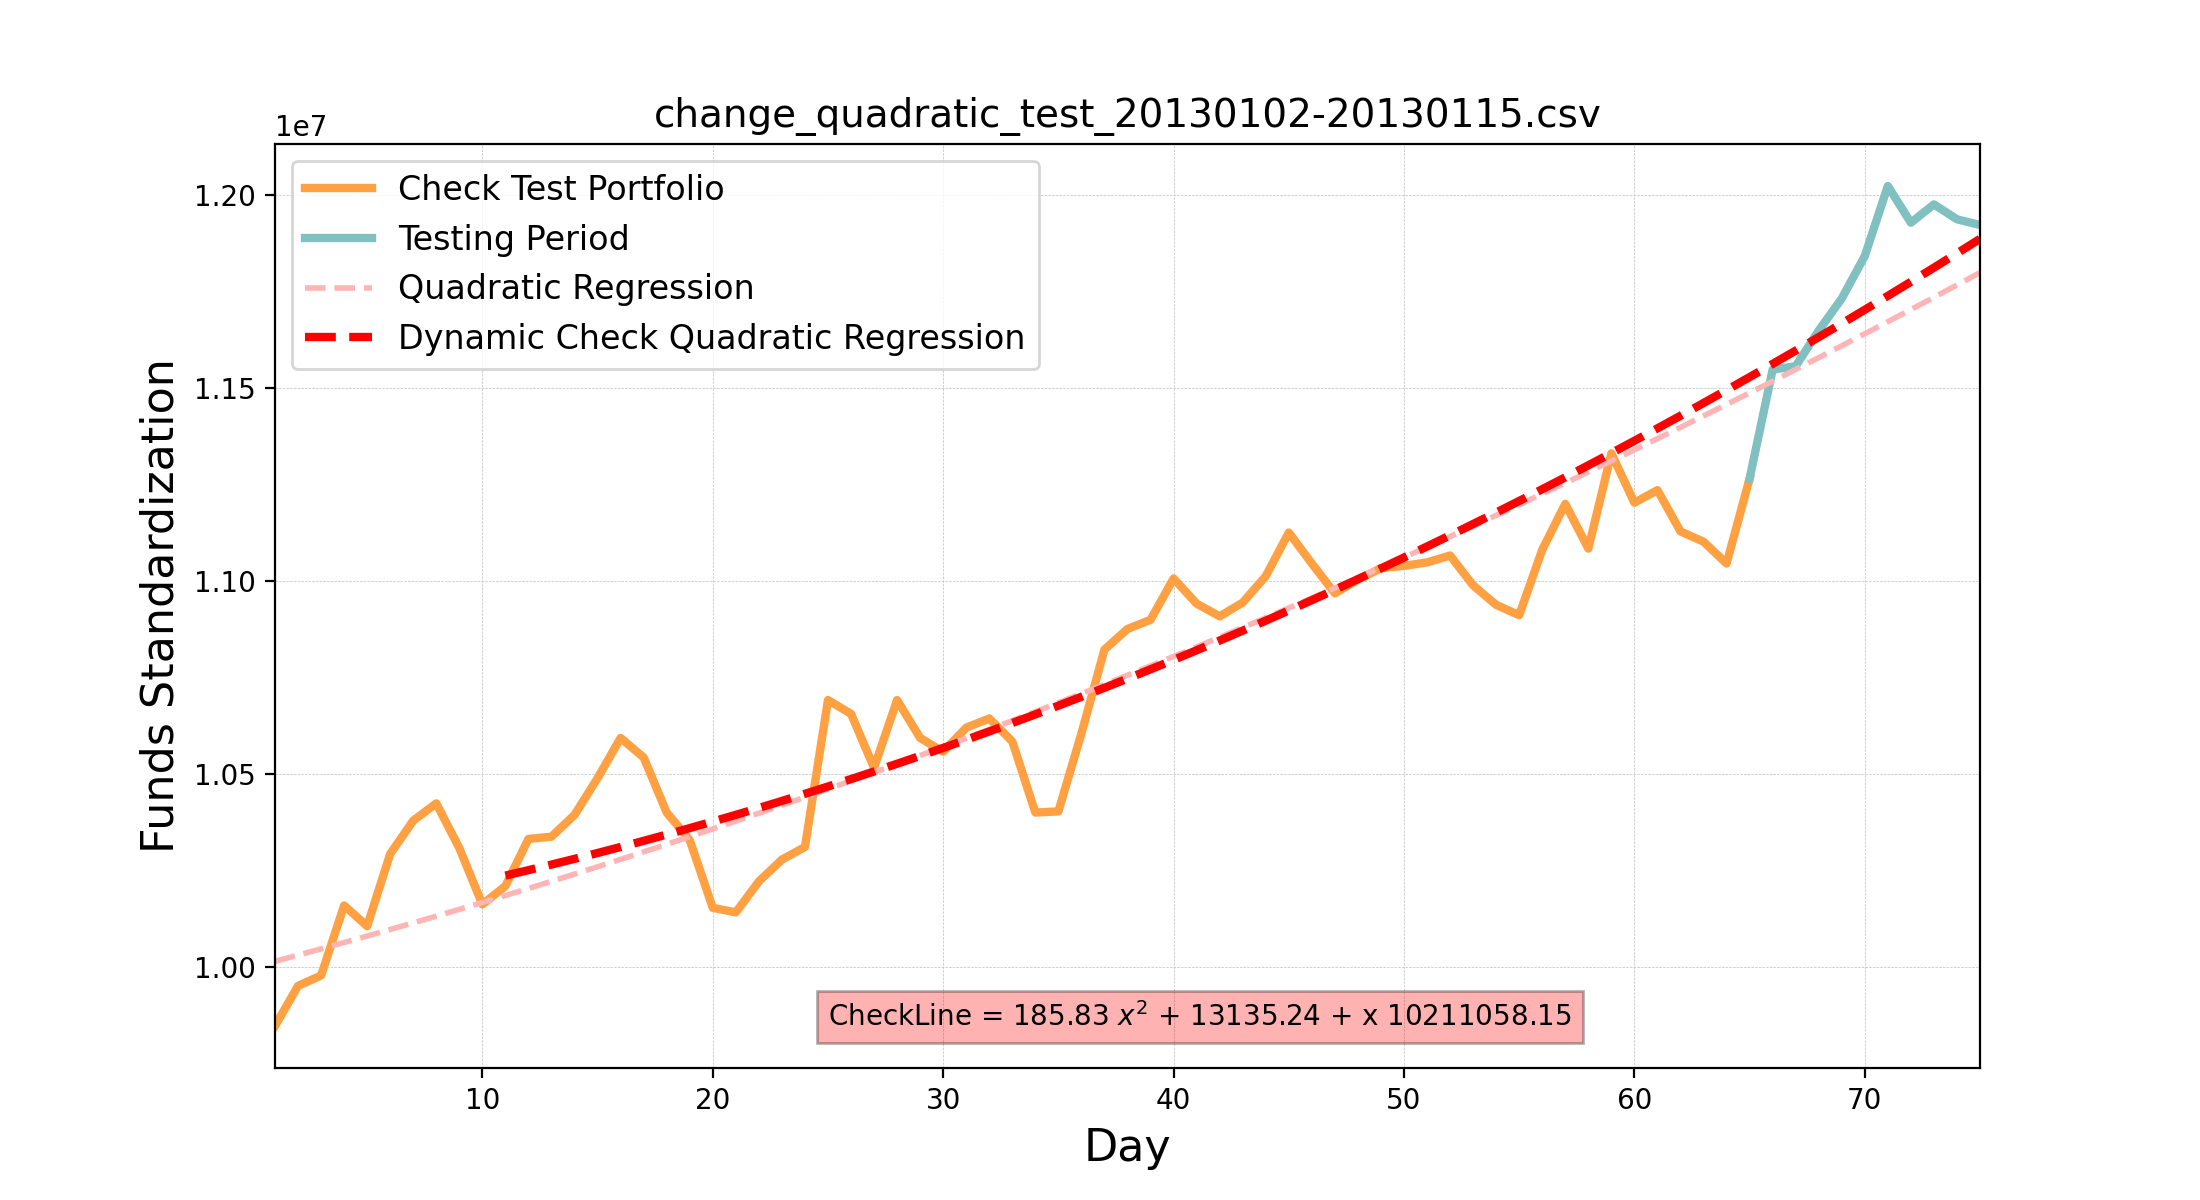 change_quadratic_test_20130102-20130115.csv
1e7
Check Test Portfolio
Testing Period
Quadratic Regression
Dynamic Check Quadratic Regression
1.20
1.15
1.10
1.05
1.00
Funds Standardization
CheckLine = 185.83 x² + 13135.24 + x 10211058.15
10 20 30 40 50 60 70
Day